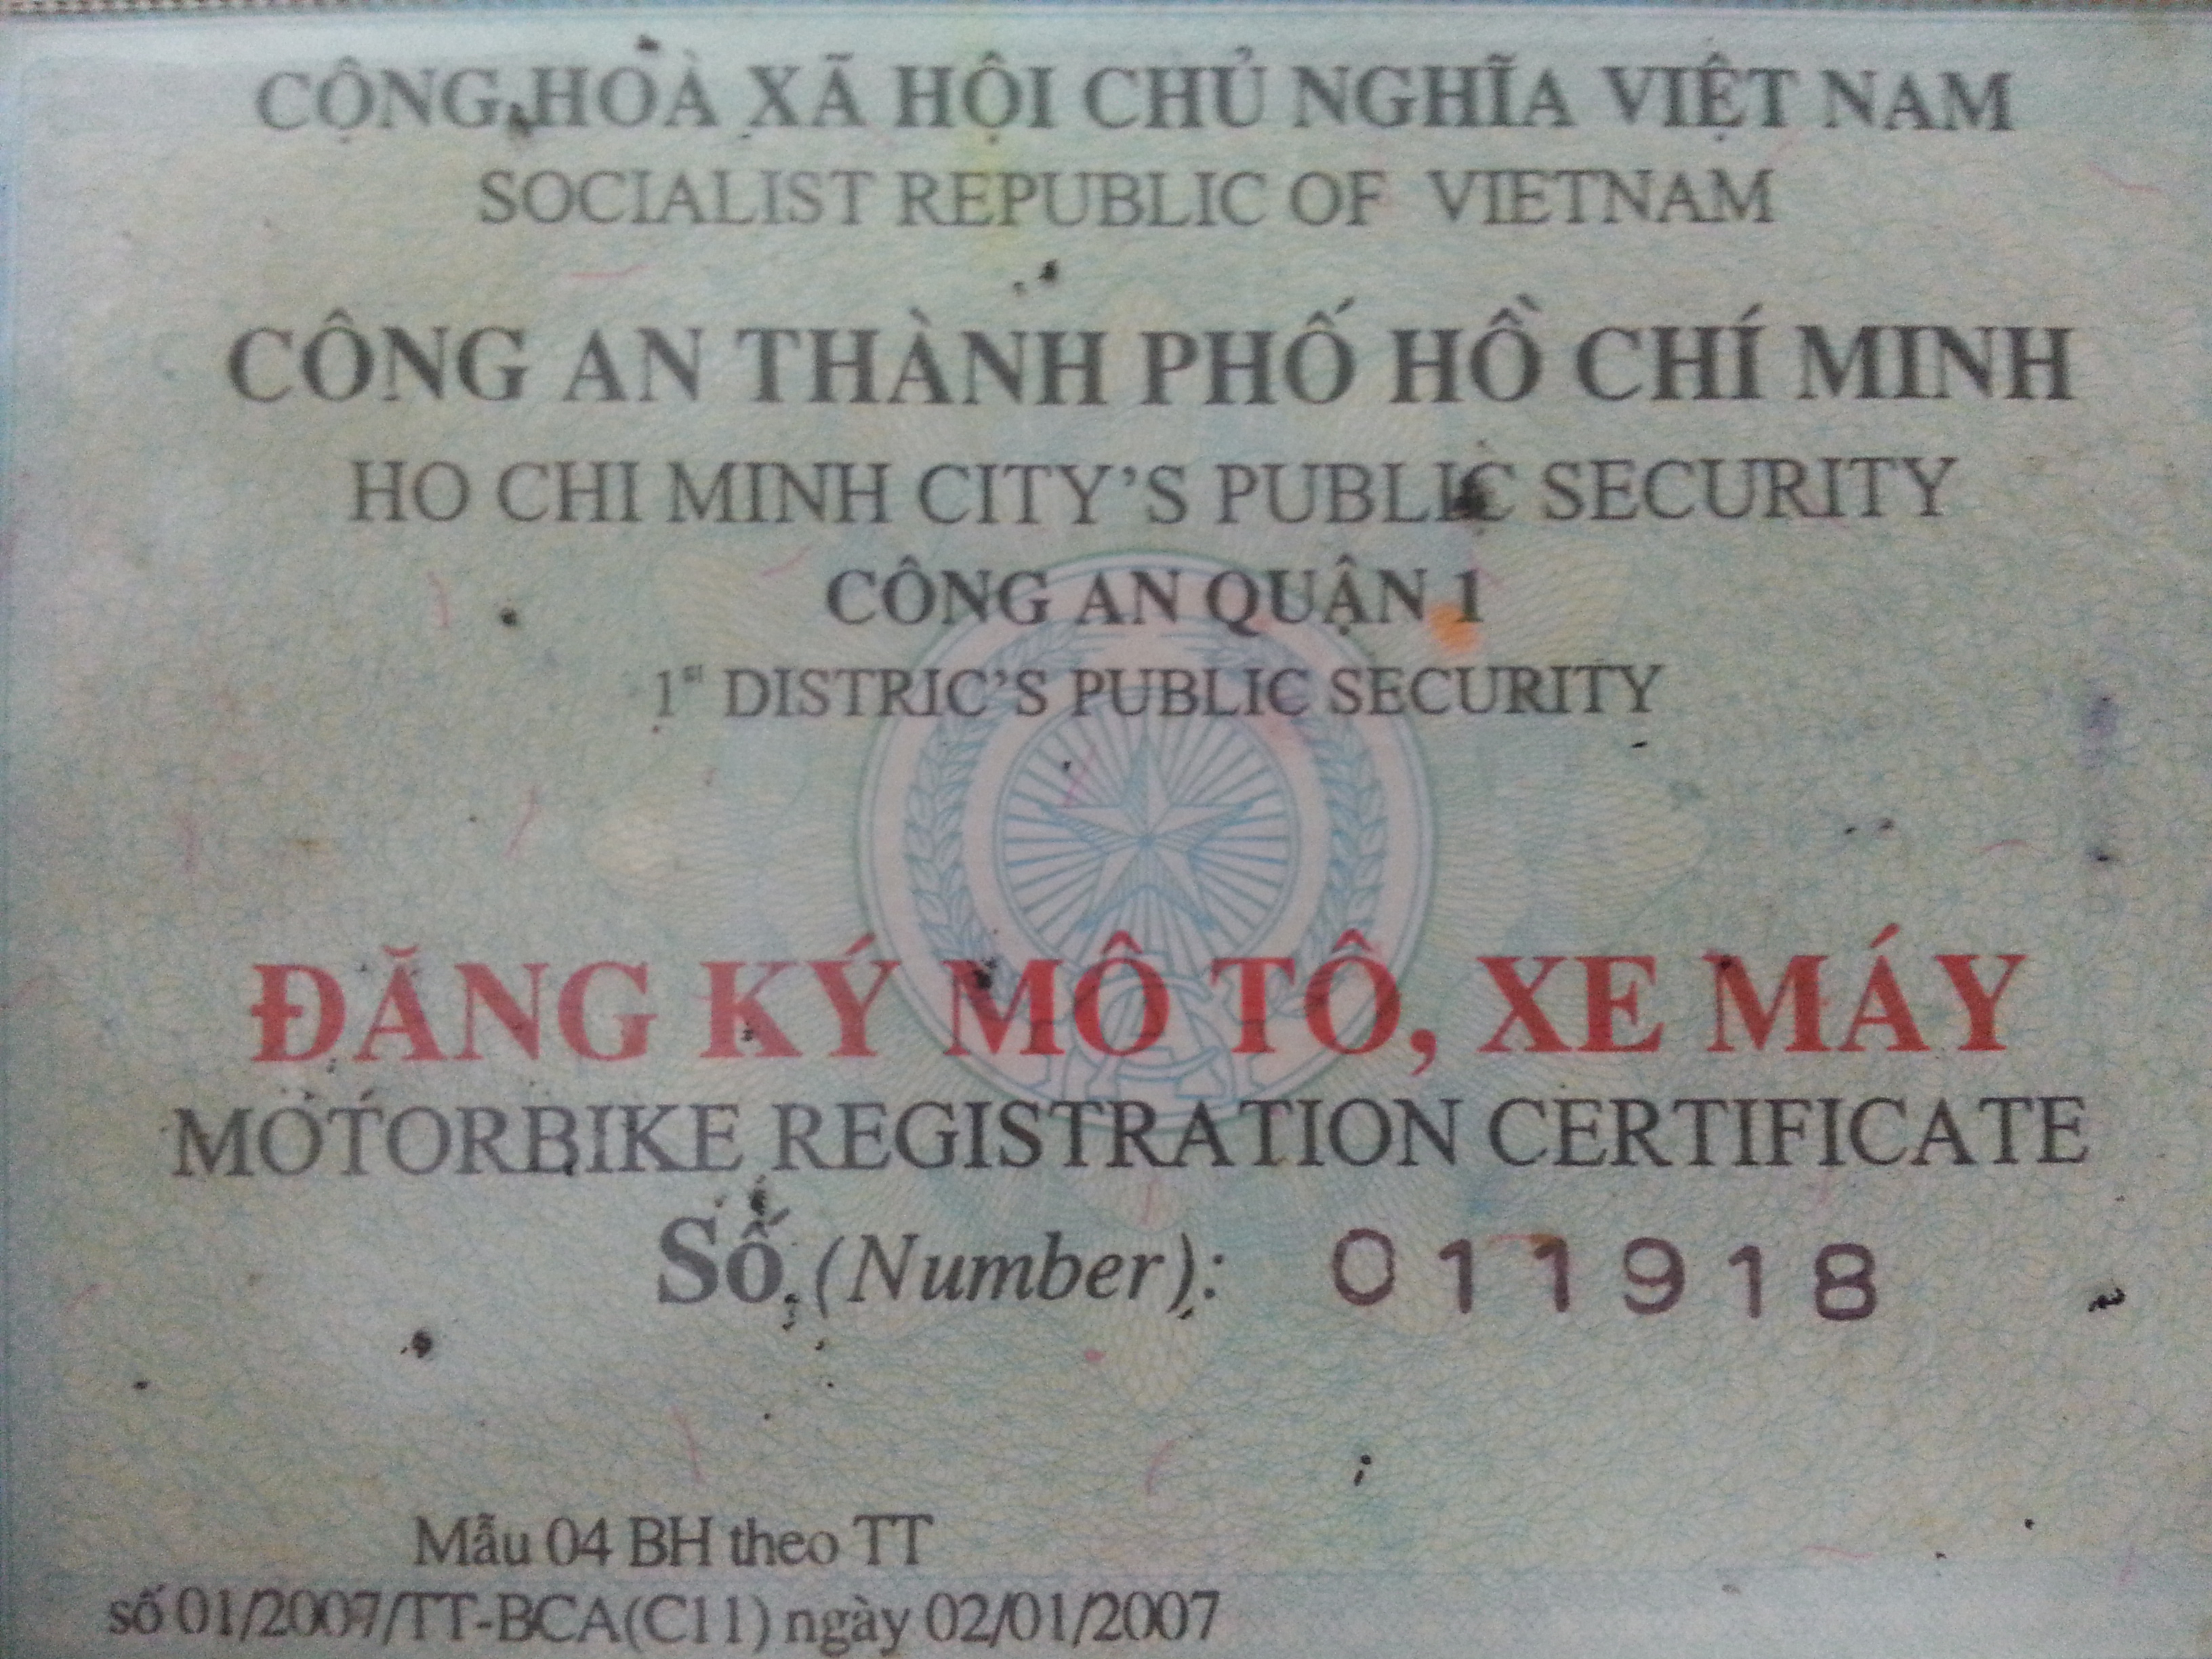 CỘNG HOÀ XÃ HỘI CHỦ NGHĨA VIỆT NAM
SOCIALIST REPUBLIC OF VIETNAM
CÔNG AN THÀNH PHỐ HỒ CHÍ MINH
HO CHI MINH CITY'S PUBLIC SECURITY
CÔNG AN QUẬN 1
1st DISTRIC'S PUBLIC SECURITY
ĐĂNG KÝ MÔ TÔ, XE MÁY
MOTORBIKE REGISTRATION CERTIFICATE
Số (Number): 011918
Mẫu 04 BH theo TT
số 01/2007/TT-BCA(C11) ngày 02/01/2007